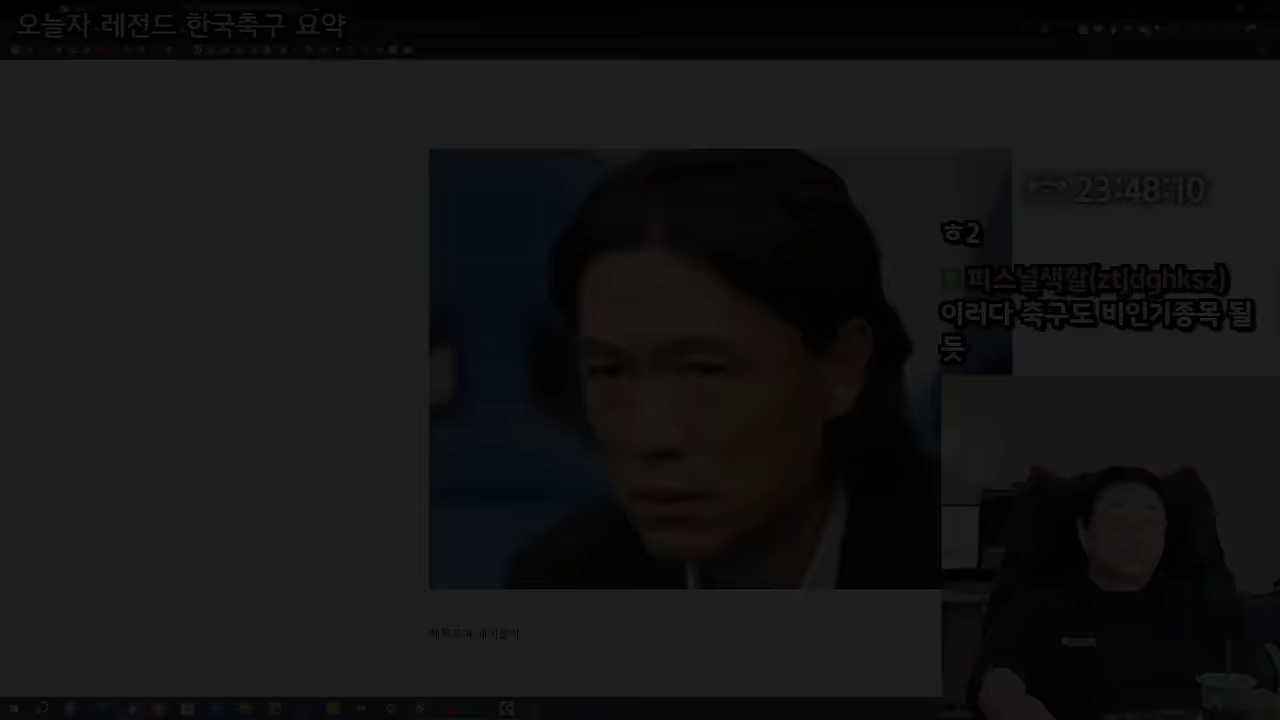 오늘자 레전드 한국축구 요약
23:48:10
ㅎ2
피스널색깔(ztjdghksz)
이러다 축구도 비인기종목 될
듯